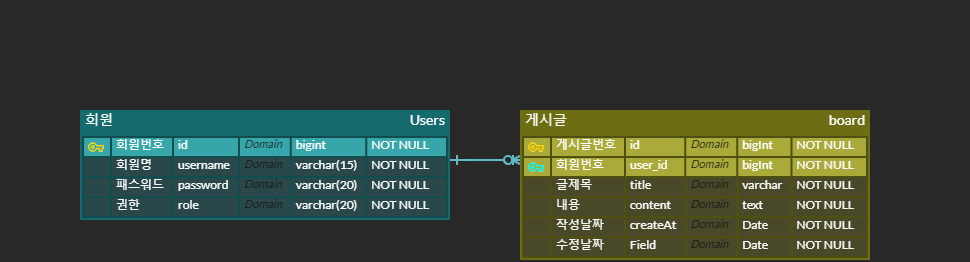 회원 Users
회원번호 id Domain bigint NOT NULL
회원명 username Domain varchar(15) NOT NULL
패스워드 password Domain varchar(20) NOT NULL
권한 role Domain varchar(20) NOT NULL
게시글 board
게시글번호 id Domain bigInt NOT NULL
회원번호 user_id Domain bigInt NOT NULL
글제목 title Domain varchar NOT NULL
내용 content Domain text NOT NULL
작성날짜 createAt Domain Date NOT NULL
수정날짜 Field Domain Date NOT NULL